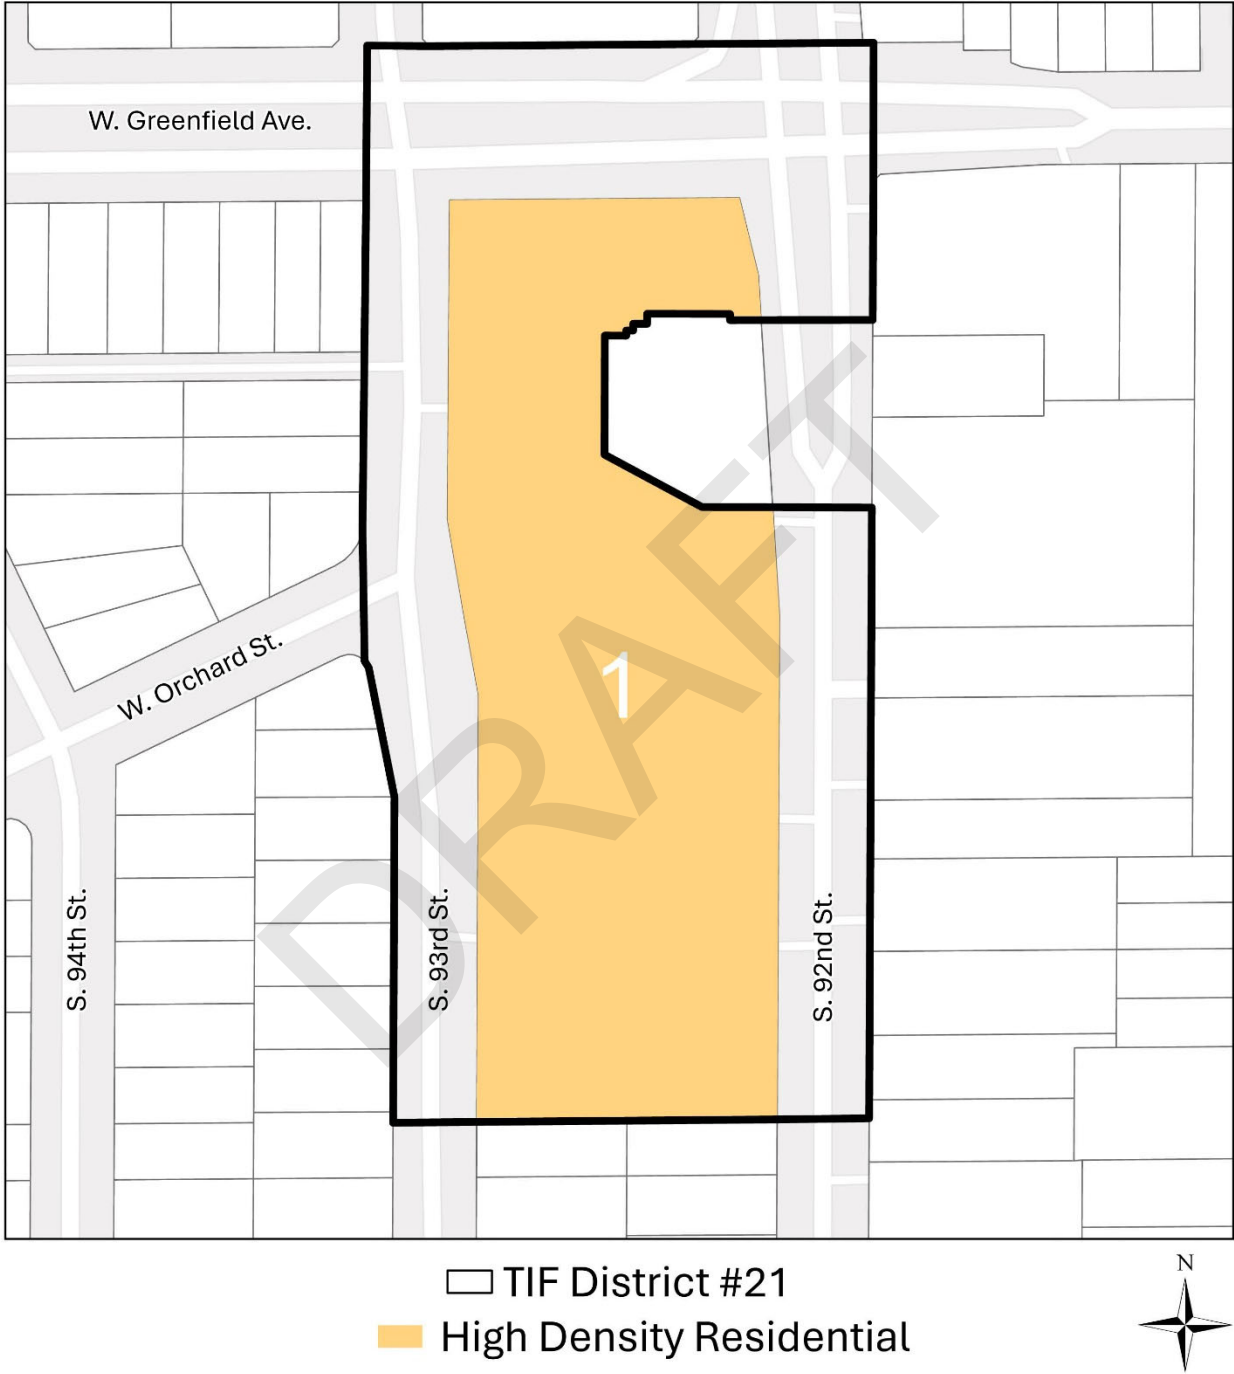 W. Greenfield Ave.
W. Orchard St.
1
S. 94th St.
S. 93rd St.
S. 92nd St.
DRAFT
TIF District #21
High Density Residential
N